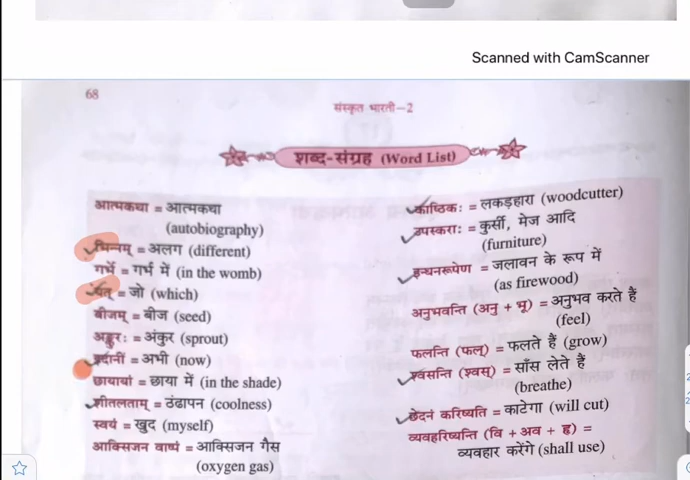 Scanned with CamScanner
68
संस्कृत भारती–2
शब्द-संग्रह (Word List)
आत्मकथा = आत्मकथा
(autobiography)
भिन्नम् = अलग (different)
गर्भे = गर्भ में (in the womb)
यत् = जो (which)
बीजम् = बीज (seed)
अङ्कुरः = अंकुर (sprout)
इदानीं = अभी (now)
छायायां = छाया में (in the shade)
शीतलताम् = ठंढापन (coolness)
स्वयं = खुद (myself)
आक्सिजन वाष्पं = आक्सिजन गैस
(oxygen gas)
काष्ठिकः = लकड़हारा (woodcutter)
उपस्कराः = कुर्सी, मेज आदि
(furniture)
इन्धनरूपेण = जलावन के रूप में
(as firewood)
अनुभवन्ति (अनु + भू) = अनुभव करते हैं
(feel)
फलन्ति (फल्) = फलते हैं (grow)
श्वसन्ति (श्वस्) = साँस लेते हैं
(breathe)
छेदनं करिष्यति = काटेगा (will cut)
व्यवहरिष्यन्ति (वि + अव + हृ) =
व्यवहार करेंगे (shall use)